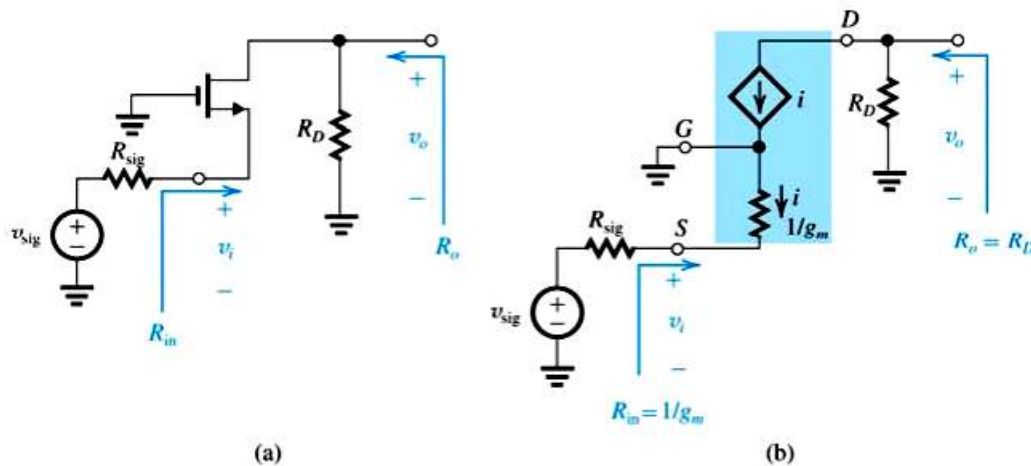 R_D
+
v_o
−
R_o
R_sig
+
v_i
−
R_in
+
−
v_sig
(a)
D
i
G
R_D
+
v_o
−
R_o = R_D
i
1/g_m
R_sig
S
+
v_i
−
+
−
v_sig
R_in = 1/g_m
(b)